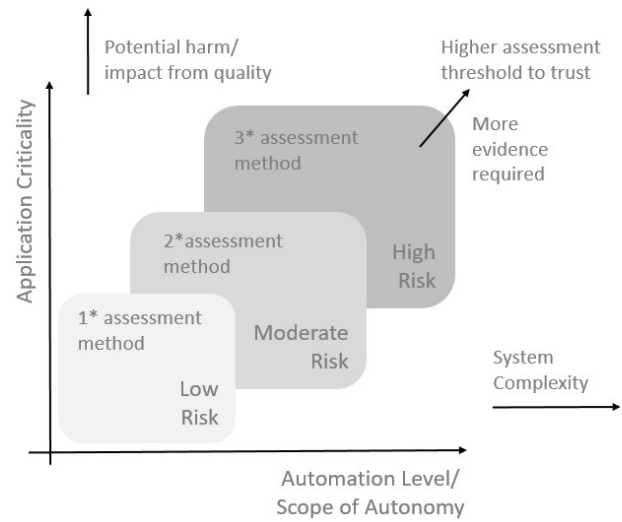 Potential harm/
impact from quality
Higher assessment
threshold to trust
More
evidence
required
Application Criticality
3* assessment
method
High
Risk
2*assessment
method
Moderate
Risk
1* assessment
method
Low
Risk
System
Complexity
Automation Level/
Scope of Autonomy